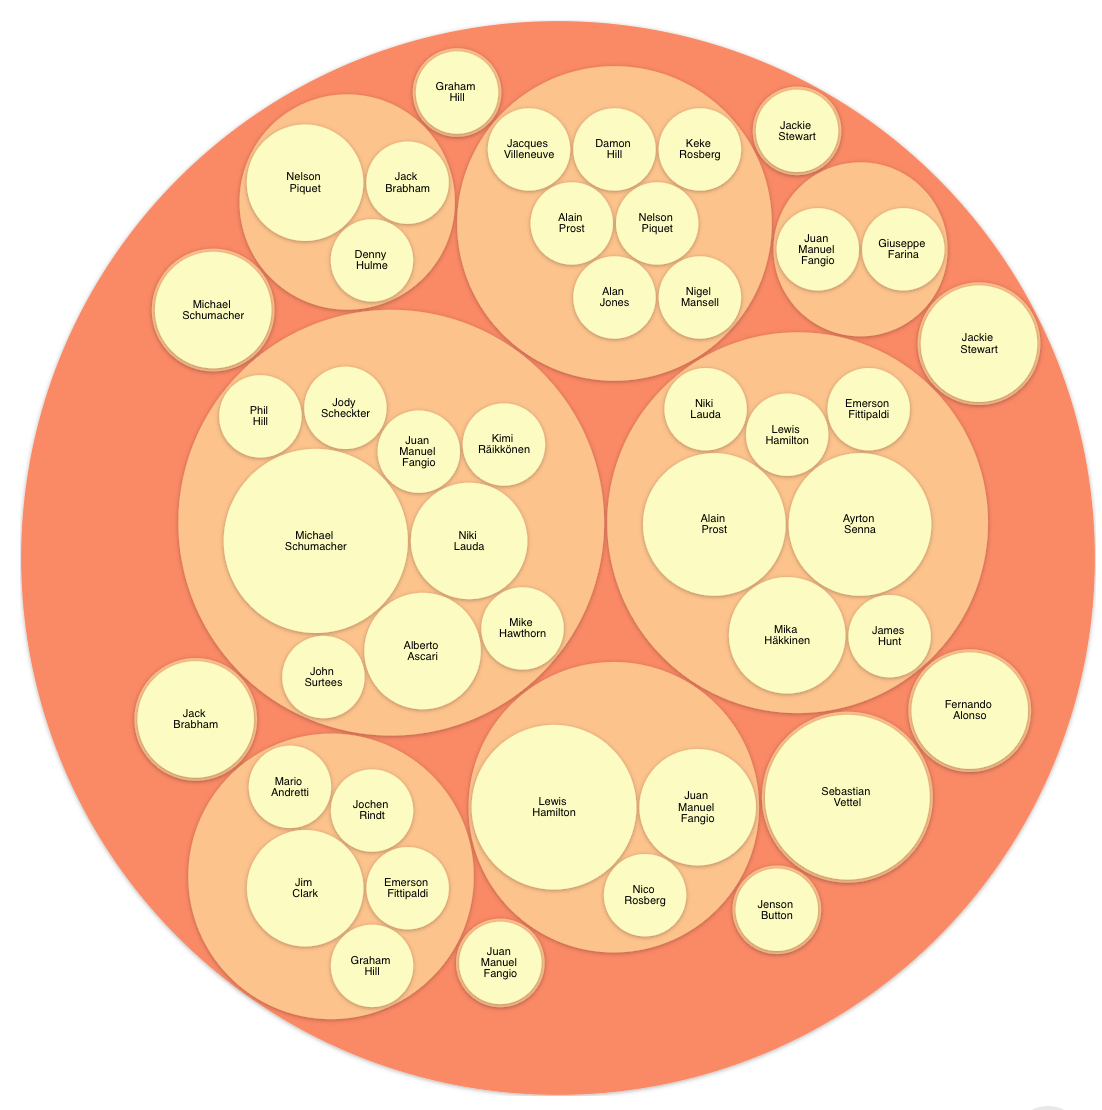 Graham
Hill
Jackie
Stewart
Jacques
Villeneuve
Damon
Hill
Keke
Rosberg
Alain
Prost
Nelson
Piquet
Alan
Jones
Nigel
Mansell
Nelson
Piquet
Jack
Brabham
Denny
Hulme
Juan
Manuel
Fangio
Giuseppe
Farina
Michael
Schumacher
Jackie
Stewart
Phil
Hill
Jody
Scheckter
Juan
Manuel
Fangio
Kimi
Räikkönen
Michael
Schumacher
Niki
Lauda
Alberto
Ascari
Mike
Hawthorn
John
Surtees
Niki
Lauda
Lewis
Hamilton
Emerson
Fittipaldi
Alain
Prost
Ayrton
Senna
Mika
Häkkinen
James
Hunt
Jack
Brabham
Fernando
Alonso
Mario
Andretti
Jochen
Rindt
Jim
Clark
Emerson
Fittipaldi
Graham
Hill
Lewis
Hamilton
Juan
Manuel
Fangio
Nico
Rosberg
Sebastian
Vettel
Jenson
Button
Juan
Manuel
Fangio